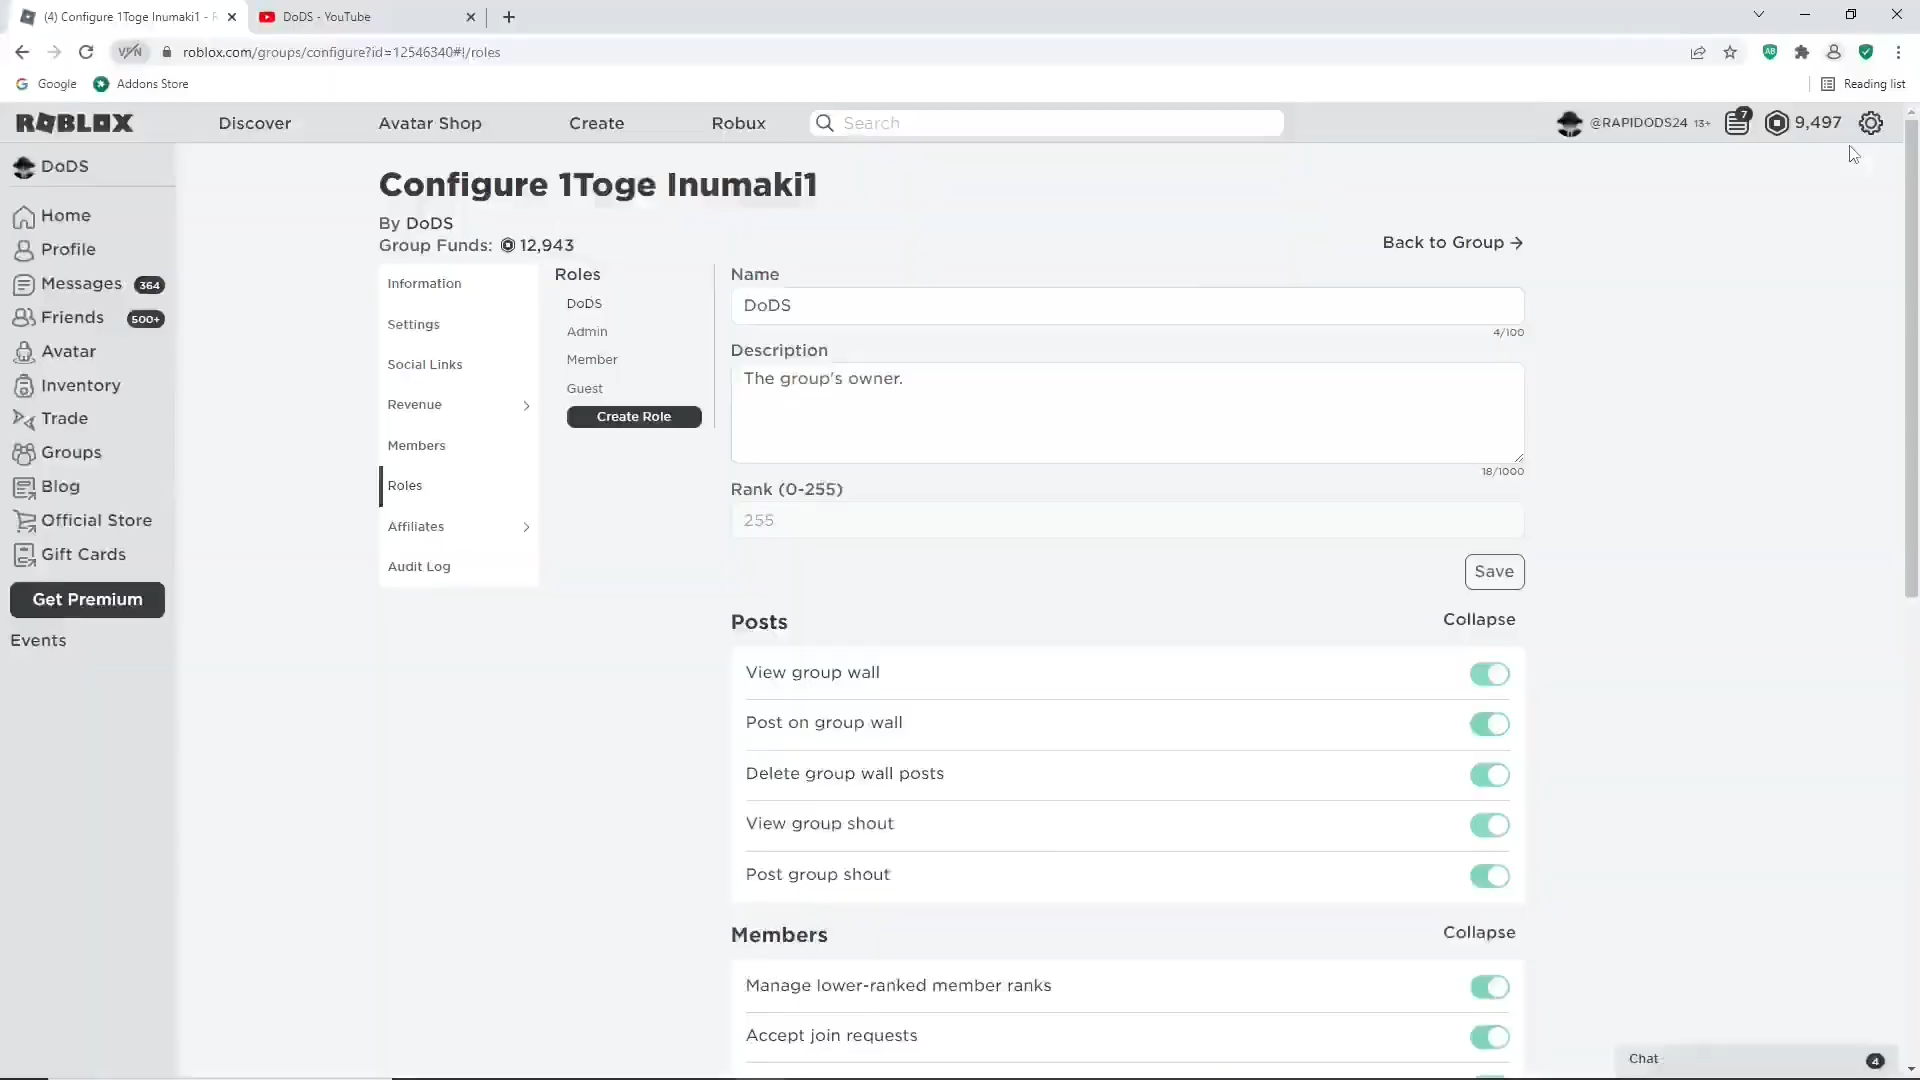 (4) Configure 1Toge Inumaki1 - R
DoDS - YouTube
VPN
roblox.com/groups/configure?id=12546340#!/roles
Google
Addons Store
Reading list
ROBLOX
Discover
Avatar Shop
Create
Robux
Search
@RAPIDODS24 13+
7
9,497
DoDS
Home
Profile
Messages 364
Friends 500+
Avatar
Inventory
Trade
Groups
Blog
Official Store
Gift Cards
Get Premium
Events
Configure 1Toge Inumaki1
By DoDS
Group Funds: 12,943
Back to Group →
Information
Settings
Social Links
Revenue
Members
Roles
Affiliates
Audit Log
Roles
DoDS
Admin
Member
Guest
Create Role
Name
DoDS
4/100
Description
The group's owner.
18/1000
Rank (0-255)
255
Save
Posts
Collapse
View group wall
Post on group wall
Delete group wall posts
View group shout
Post group shout
Members
Collapse
Manage lower-ranked member ranks
Accept join requests
Chat
4